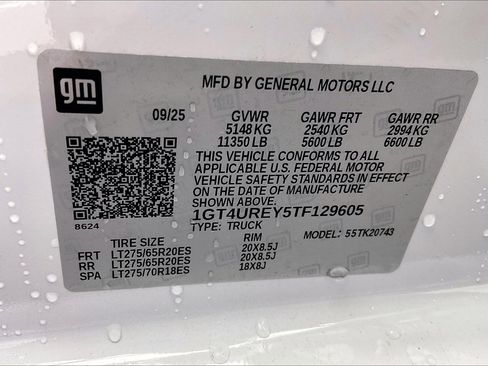 gm
MFD BY GENERAL MOTORS LLC
09/25 GVWR GAWR FRT GAWR RR
5148 KG 2540 KG 2994 KG
11350 LB 5600 LB 6600 LB
THIS VEHICLE CONFORMS TO ALL
APPLICABLE U.S. FEDERAL MOTOR
VEHICLE SAFETY STANDARDS IN EFFECT
ON THE DATE OF MANUFACTURE
SHOWN ABOVE.
8624
1GT4UREY5TF129605
TYPE: TRUCK MODEL: 55TK20743
TIRE SIZE RIM
FRT LT275/65R20ES 20X8.5J
RR LT275/65R20ES 20X8.5J
SPA LT275/70R18ES 18X8J